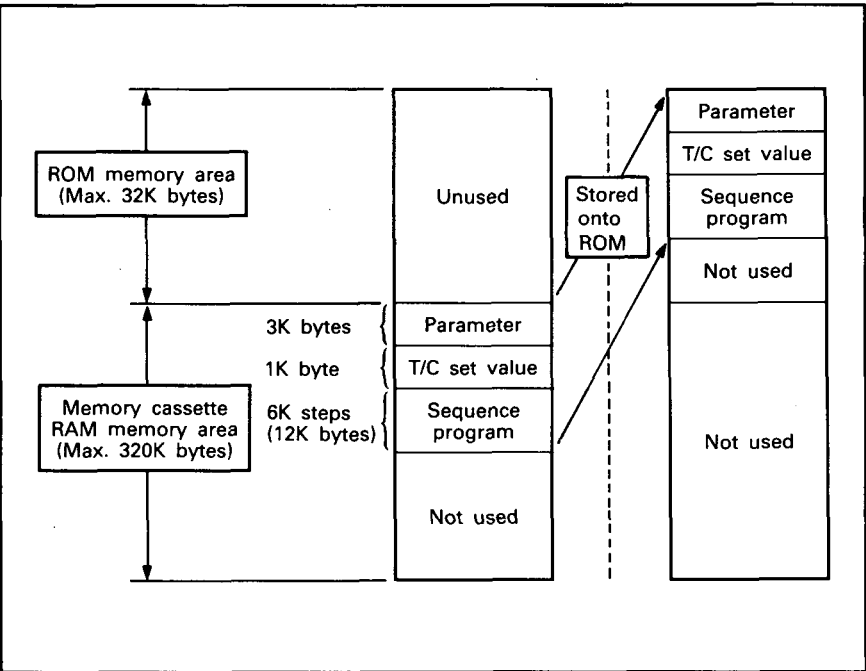 ROM memory area
(Max. 32K bytes)
Memory cassette
RAM memory area
(Max. 320K bytes)
3K bytes
1K byte
6K steps
(12K bytes)
Unused
Parameter
T/C set value
Sequence
program
Not used
Stored
onto
ROM
Parameter
T/C set value
Sequence
program
Not used
Not used